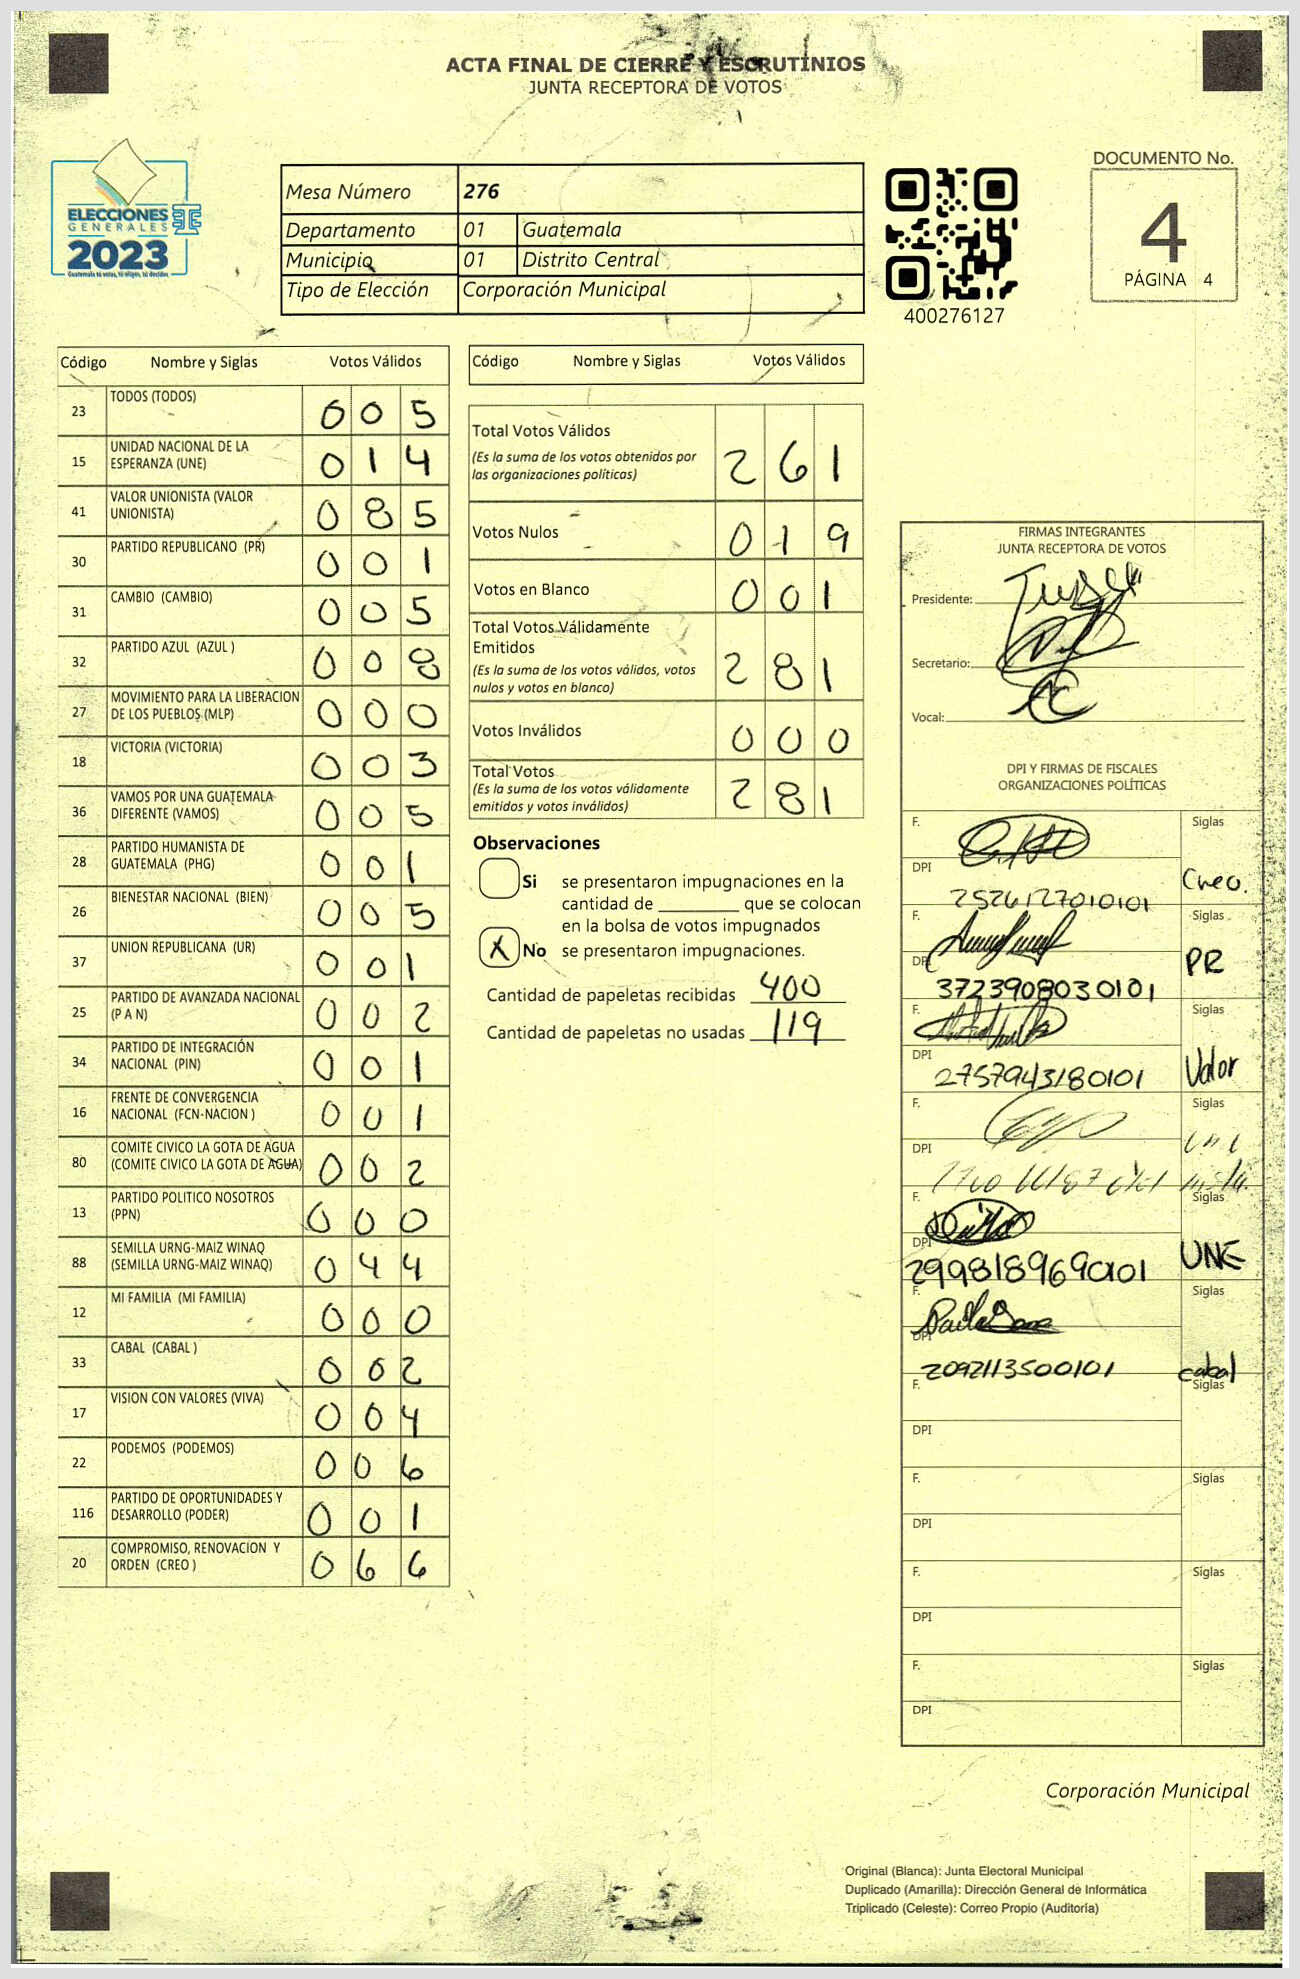 ACTA FINAL DE CIERRE Y ESCRUTINIOS
JUNTA RECEPTORA DE VOTOS
ELECCIONES
GENERALES
2023
Guatemala tú votas, tú eliges, tú decides
Mesa Número 276
Departamento 01 Guatemala
Municipio 01 Distrito Central
Tipo de Elección Corporación Municipal
400276127
DOCUMENTO No.
4
PÁGINA 4
Código Nombre y Siglas Votos Válidos
23 TODOS (TODOS) 0 0 5
15 UNIDAD NACIONAL DE LA ESPERANZA (UNE) 0 1 4
41 VALOR UNIONISTA (VALOR UNIONISTA) 0 8 5
30 PARTIDO REPUBLICANO (PR) 0 0 1
31 CAMBIO (CAMBIO) 0 0 5
32 PARTIDO AZUL (AZUL ) 0 0 8
27 MOVIMIENTO PARA LA LIBERACION DE LOS PUEBLOS (MLP) 0 0 0
18 VICTORIA (VICTORIA) 0 0 3
36 VAMOS POR UNA GUATEMALA DIFERENTE (VAMOS) 0 0 5
28 PARTIDO HUMANISTA DE GUATEMALA (PHG) 0 0 1
26 BIENESTAR NACIONAL (BIEN) 0 0 5
37 UNION REPUBLICANA (UR) 0 0 1
25 PARTIDO DE AVANZADA NACIONAL (P A N) 0 0 2
34 PARTIDO DE INTEGRACIÓN NACIONAL (PIN) 0 0 1
16 FRENTE DE CONVERGENCIA NACIONAL (FCN-NACION ) 0 0 1
80 COMITE CIVICO LA GOTA DE AGUA (COMITE CIVICO LA GOTA DE AGUA) 0 0 2
13 PARTIDO POLITICO NOSOTROS (PPN) 0 0 0
88 SEMILLA URNG-MAIZ WINAQ (SEMILLA URNG-MAIZ WINAQ) 0 4 4
12 MI FAMILIA (MI FAMILIA) 0 0 0
33 CABAL (CABAL ) 0 0 2
17 VISION CON VALORES (VIVA) 0 0 4
22 PODEMOS (PODEMOS) 0 0 6
116 PARTIDO DE OPORTUNIDADES Y DESARROLLO (PODER) 0 0 1
20 COMPROMISO, RENOVACION Y ORDEN (CREO ) 0 6 6
Código Nombre y Siglas Votos Válidos
Total Votos Válidos 2 6 1
(Es la suma de los votos obtenidos por
las organizaciones políticas)
Votos Nulos 0 1 9
Votos en Blanco 0 0 1
Total Votos Válidamente
Emitidos 2 8 1
(Es la suma de los votos válidos, votos
nulos y votos en blanco)
Votos Inválidos 0 0 0
Total Votos 2 8 1
(Es la suma de los votos válidamente
emitidos y votos inválidos)
Observaciones
Si se presentaron impugnaciones en la
cantidad de ________ que se colocan
en la bolsa de votos impugnados
X No se presentaron impugnaciones.
Cantidad de papeletas recibidas 400
Cantidad de papeletas no usadas 119
FIRMAS INTEGRANTES
JUNTA RECEPTORA DE VOTOS
Presidente:
Secretario:
Vocal:
DPI Y FIRMAS DE FISCALES
ORGANIZACIONES POLÍTICAS
F. Siglas
DPI 2526127010101 Creo.
F. Siglas
DPI 3723908030101 PR
F. Siglas
DPI 2757943180101 Valor
F. Siglas
DPI
F. Siglas
DPI 2998189690101 UNE
F. Siglas
DPI 2092113500101 cabal
F. Siglas
DPI
F. Siglas
DPI
F. Siglas
DPI
F. Siglas
DPI
Corporación Municipal
Original (Blanca): Junta Electoral Municipal
Duplicado (Amarilla): Dirección General de Informática
Triplicado (Celeste): Correo Propio (Auditoría)